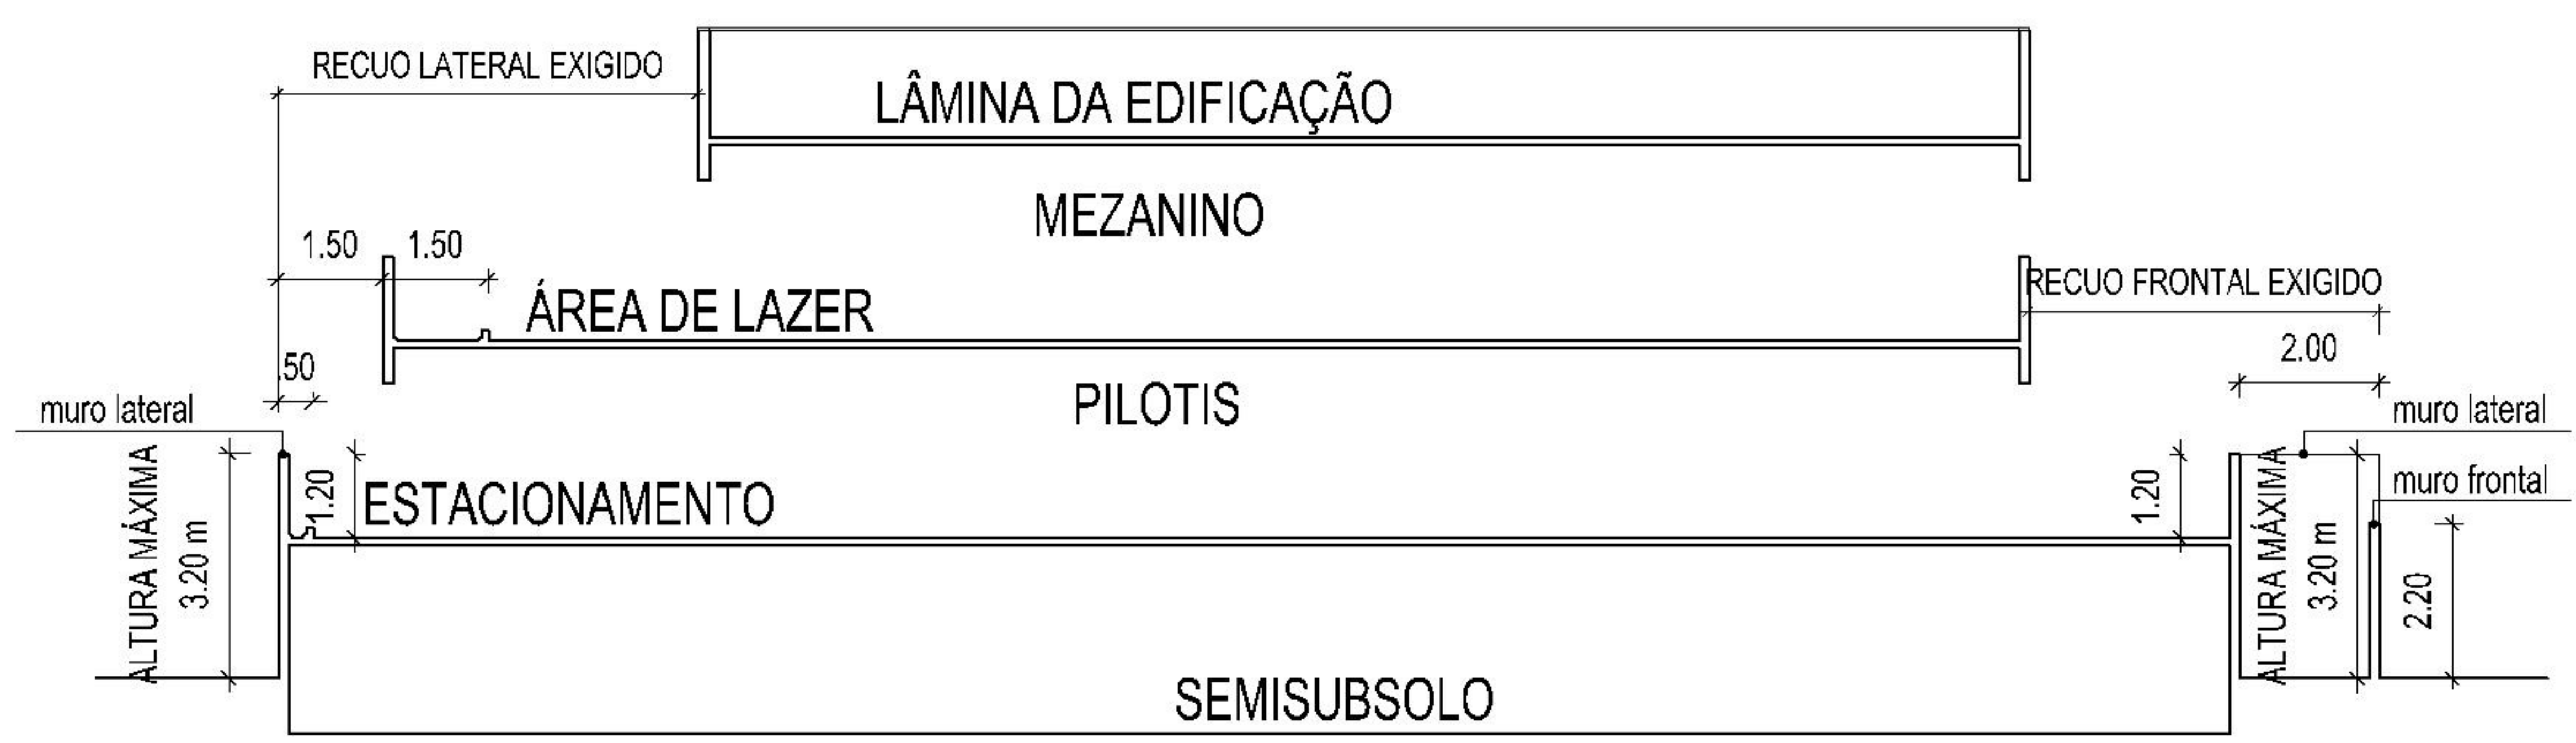 RECUO LATERAL EXIGIDO
LÂMINA DA EDIFICAÇÃO
MEZANINO
1.50
1.50
ÁREA DE LAZER
RECUO FRONTAL EXIGIDO
2.00
.50
PILOTIS
muro lateral
muro lateral
ALTURA MÁXIMA
3.20 m
1.20
ESTACIONAMENTO
1.20
ALTURA MÁXIMA
3.20 m
muro frontal
2.20
SEMISUBSOLO